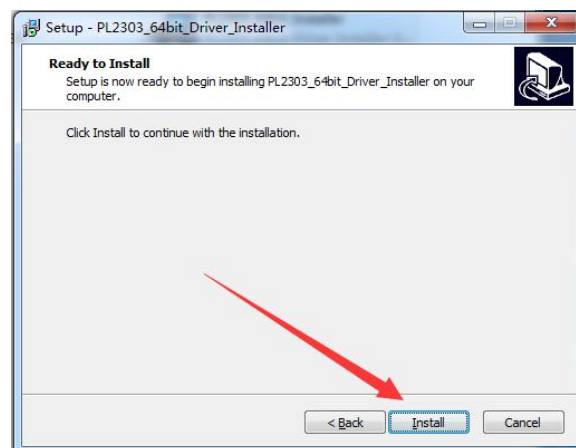 Setup - PL2303_64bit_Driver_Installer
Ready to Install
Setup is now ready to begin installing PL2303_64bit_Driver_Installer on your
computer.
Click Install to continue with the installation.
< Back
Install
Cancel